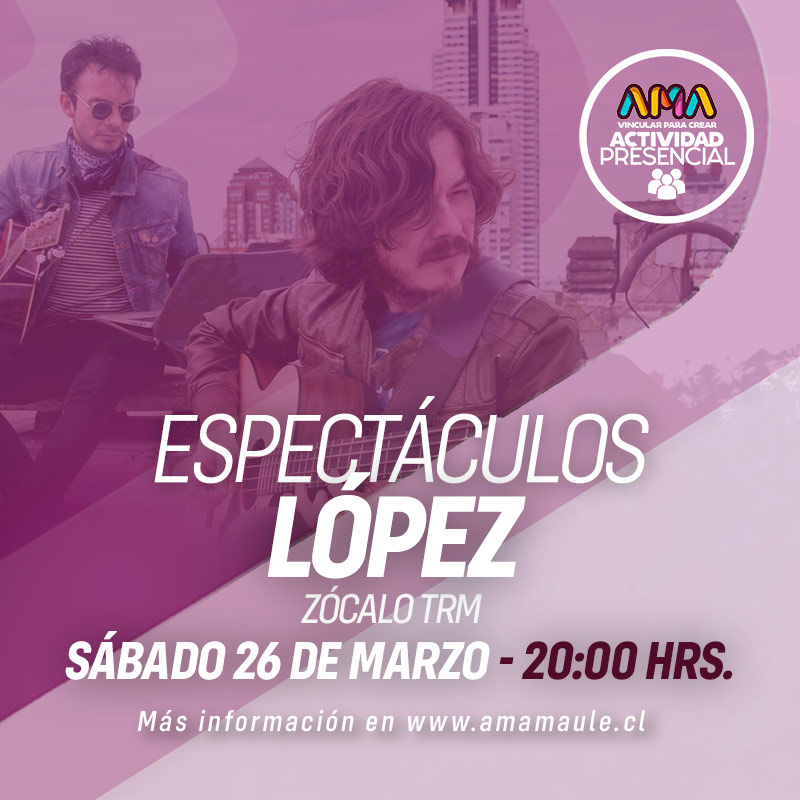 AMA
VINCULAR PARA CREAR
ACTIVIDAD
PRESENCIAL
ESPECTÁCULOS
LÓPEZ
ZÓCALO TRM
SÁBADO 26 DE MARZO - 20:00 HRS.
Más información en www.amamaule.cl